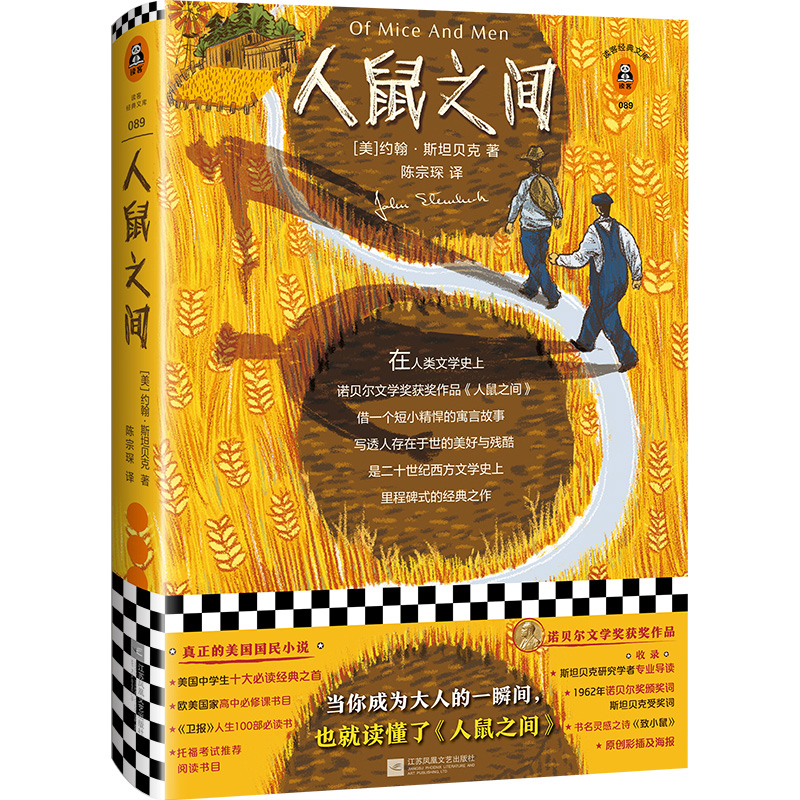 读客
读客
经典文库
089
人鼠之间
[美]约翰·斯坦贝克 著
陈宗琛 译
Of Mice And Men
人鼠之间
[美]约翰·斯坦贝克 著
陈宗琛 译
John Steinbeck
读客经典文库
读客
089
在人类文学史上
诺贝尔文学奖获奖作品《人鼠之间》
借一个短小精悍的寓言故事
写透人存在于世的美好与残酷
是二十世纪西方文学史上
里程碑式的经典之作
真正的美国国民小说
★美国中学生十大必读经典之首
★欧美国家高中必修课书目
★《卫报》人生100部必读书
★托福考试推荐
阅读书目
当你成为大人的一瞬间，
也就读懂了《人鼠之间》
诺贝尔文学奖获奖作品
收录
★斯坦贝克研究学者专业导读
★1962年诺贝尔奖颁奖词
斯坦贝克受奖词
★书名灵感之诗《致小鼠》
★原创彩插及海报
江苏凤凰文艺出版社
JIANGSU PHOENIX LITERATURE AND
ART PUBLISHING, LTD